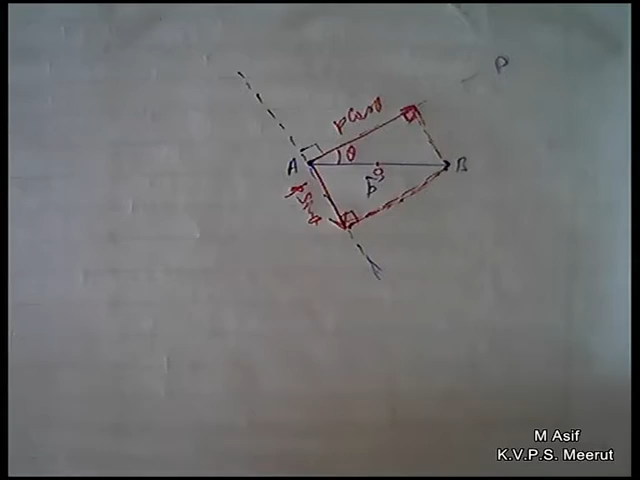 P
pcosθ
A
θ
O
B
p
psinθ
M Asif
K.V.P.S. Meerut